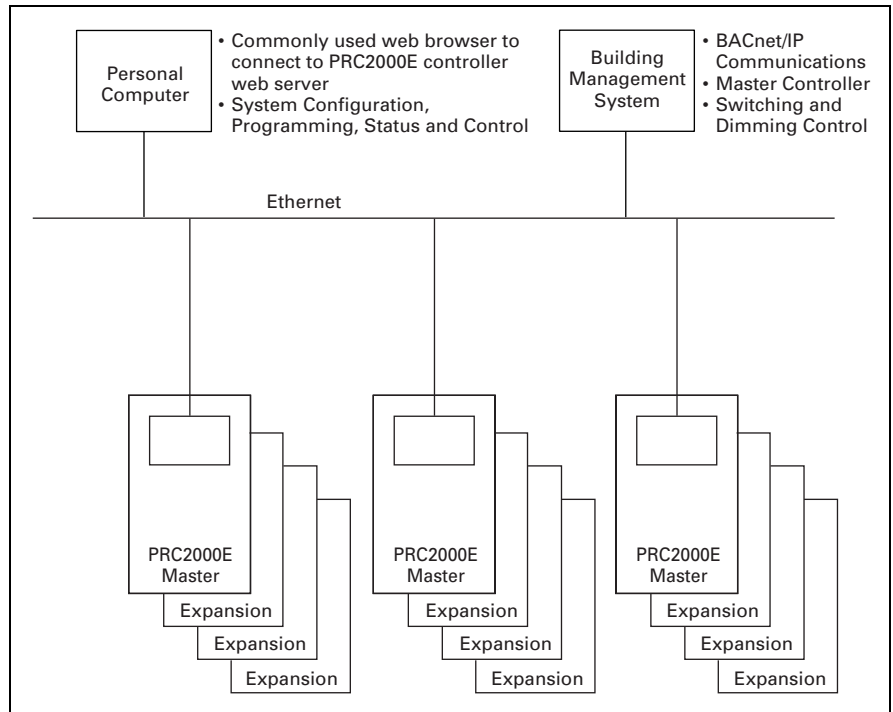 Personal
Computer
• Commonly used web browser to
connect to PRC2000E controller
web server
• System Configuration,
Programming, Status and Control
Building
Management
System
• BACnet/IP
Communications
• Master Controller
• Switching and
Dimming Control
Ethernet
PRC2000E
Master
Expansion
Expansion
Expansion
PRC2000E
Master
Expansion
Expansion
Expansion
PRC2000E
Master
Expansion
Expansion
Expansion